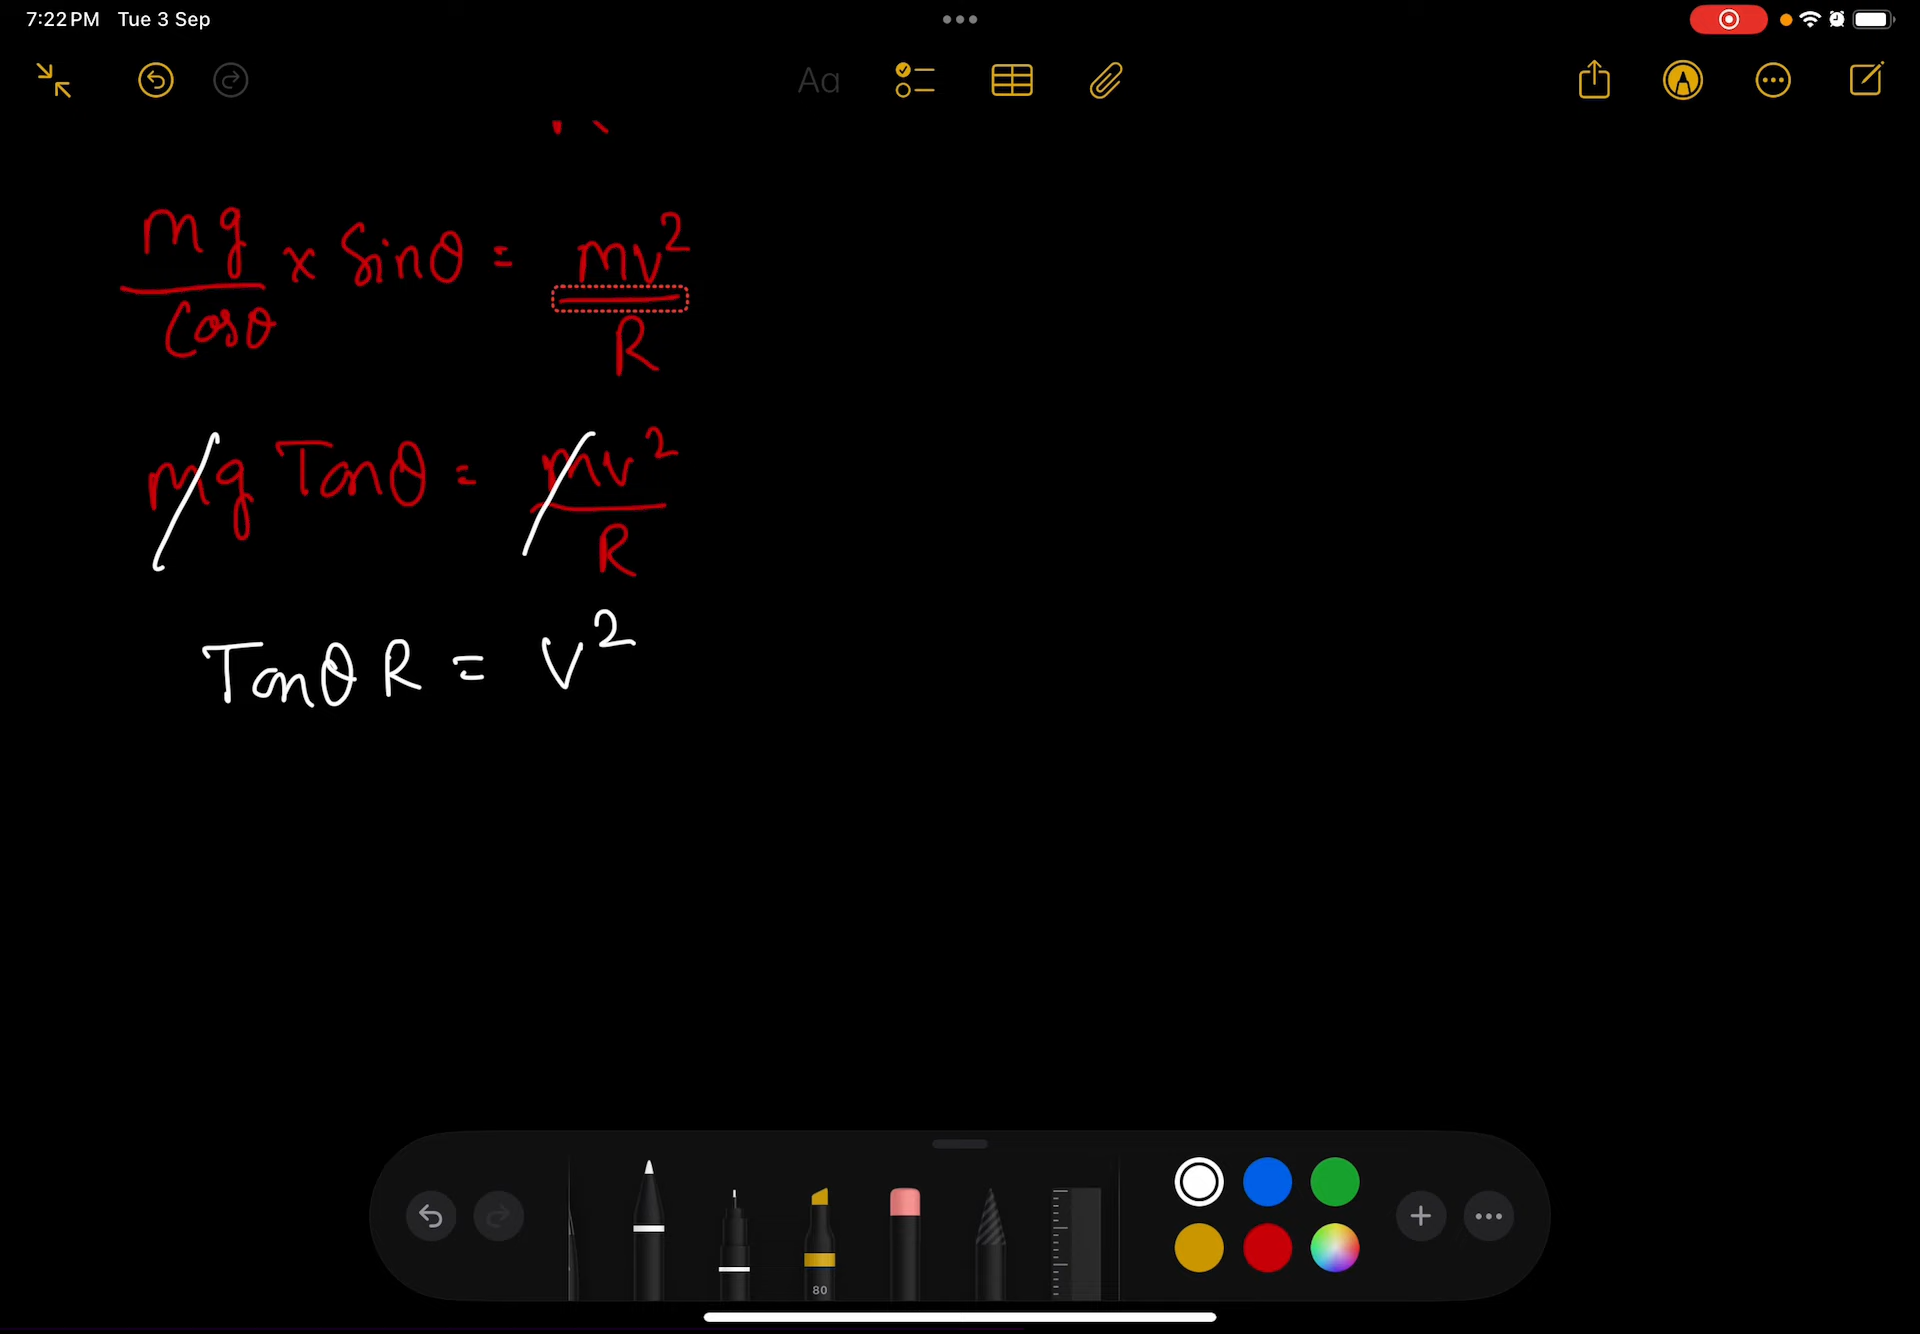 7:22 PM Tue 3 Sep
Aa
mg/cosθ x Sinθ = mv²/R
mg Tanθ = mv²/R
Tanθ R = v²
80